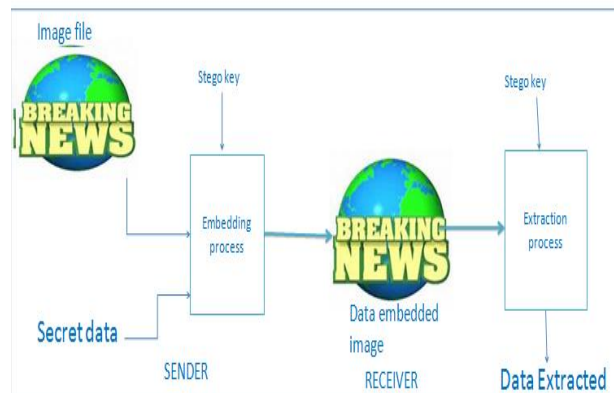 Image file
BREAKING
NEWS
Stego key
Embedding
process
Secret data
SENDER
BREAKING
NEWS
Data embedded
image
RECEIVER
Stego key
Extraction
process
Data Extracted